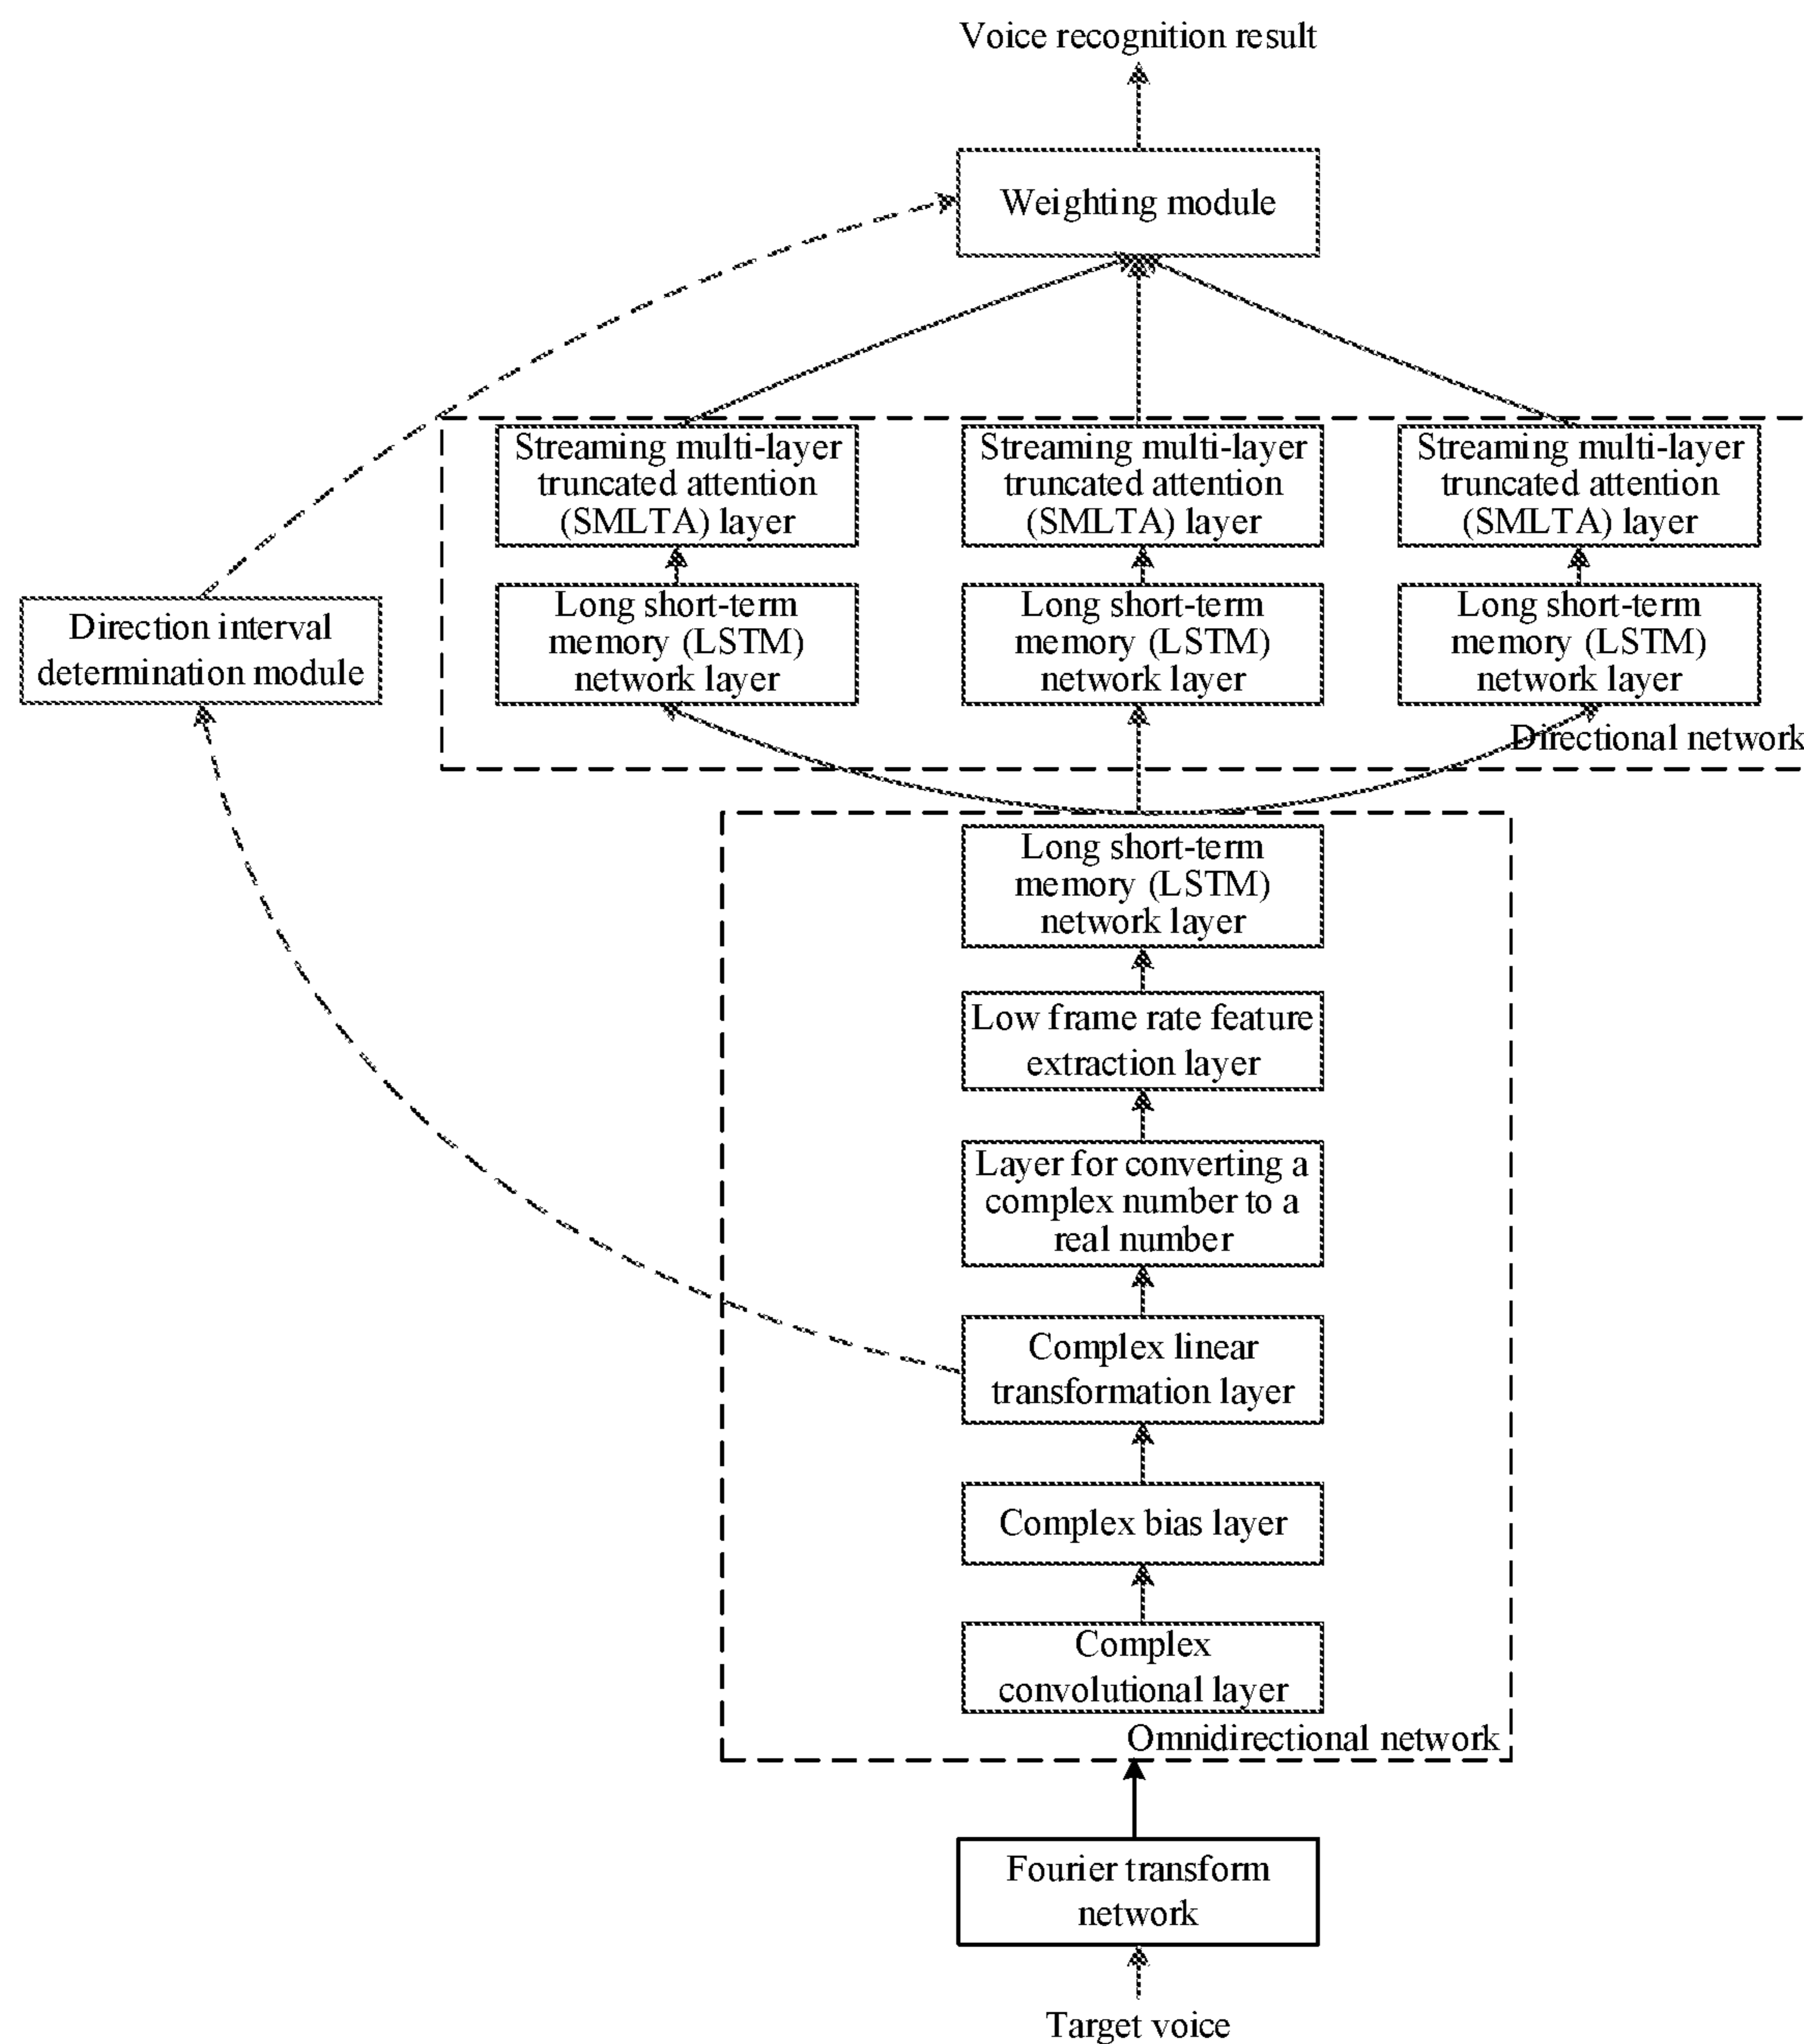 Voice recognition result
Weighting module
Streaming multi-layer
truncated attention
(SMLTA) layer
Streaming multi-layer
truncated attention
(SMLTA) layer
Streaming multi-layer
truncated attention
(SMLTA) layer
Direction interval
determination module
Long short-term
memory (LSTM)
network layer
Long short-term
memory (LSTM)
network layer
Long short-term
memory (LSTM)
network layer
Directional network
Long short-term
memory (LSTM)
network layer
Low frame rate feature
extraction layer
Layer for converting a
complex number to a
real number
Complex linear
transformation layer
Complex bias layer
Complex
convolutional layer
Omnidirectional network
Fourier transform
network
Target voice